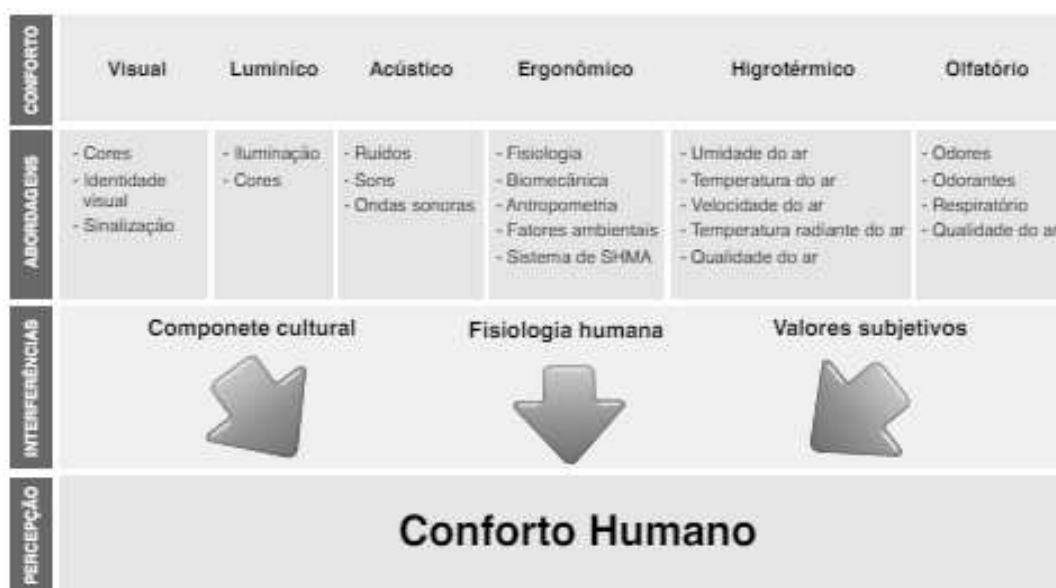 CONFORTO
Visual
Lumínico
Acústico
Ergonômico
Higrotérmico
Olfatório
ABORDAGENS
- Cores
- Identidade
visual
- Sinalização
- Iluminação
- Cores
- Ruídos
- Sons
- Ondas sonoras
- Fisiologia
- Biomecânica
- Antropometria
- Fatores ambientais
- Sistema de SHMA
- Umidade do ar
- Temperatura do ar
- Velocidade do ar
- Temperatura radiante do ar
- Qualidade do ar
- Odores
- Odorantes
- Respiratório
- Qualidade do ar
INTERFERÊNCIAS
Componete cultural
Fisiologia humana
Valores subjetivos
PERCEPÇÃO
Conforto Humano